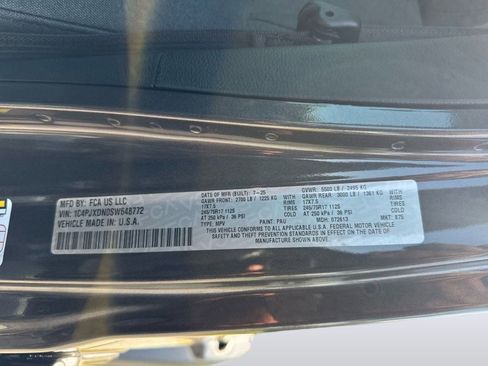 MFD BY: FCA US LLC
DATE OF MFR (BUILT): 7-25
GVWR: 5500 LB / 2495 KG
VIN: 1C4PJXDN0SW648772
GAWR FRONT: 2700 LB / 1225 KG
GAWR REAR: 3000 LB / 1361 KG
VEHICLE MADE IN: U.S.A.
17X7.5
RIMS
17X7.5
245/75R17 112S
TIRES
245/75R17 112S
AT 250 kPa / 36 PSI
COLD
AT 250 kPa / 36 PSI
TYPE: MPV
PAINT: PAU
MDH: 072613
MKT: 875
THIS VEHICLE CONFORMS TO ALL APPLICABLE U.S.A. FEDERAL MOTOR VEHICLE
SAFETY, BUMPER, AND THEFT PREVENTION STANDARDS IN
EFFECT ON THE DATE OF MANUFACTURE SHOWN ABOVE.